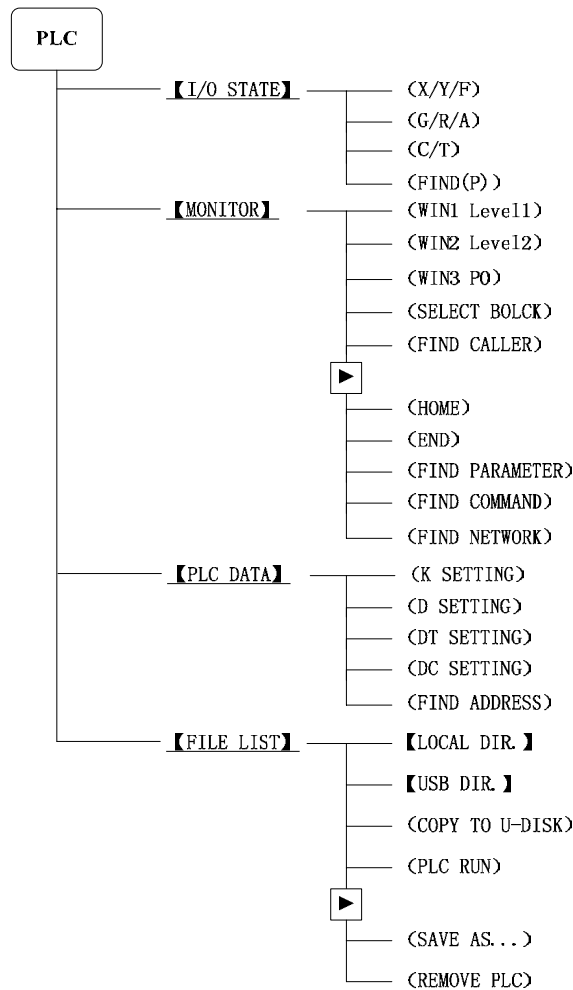 PLC
【I/O STATE】
(X/Y/F)
(G/R/A)
(C/T)
(FIND(P))
【MONITOR】
(WIN1 Level1)
(WIN2 Level2)
(WIN3 PO)
(SELECT BOLCK)
(FIND CALLER)
(HOME)
(END)
(FIND PARAMETER)
(FIND COMMAND)
(FIND NETWORK)
【PLC DATA】
(K SETTING)
(D SETTING)
(DT SETTING)
(DC SETTING)
(FIND ADDRESS)
【FILE LIST】
【LOCAL DIR.】
【USB DIR.】
(COPY TO U-DISK)
(PLC RUN)
(SAVE AS...)
(REMOVE PLC)